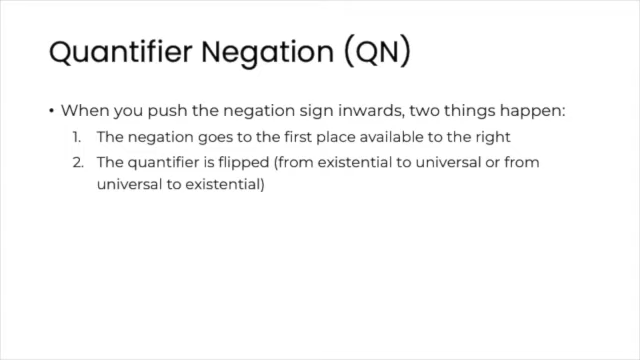 Quantifier Negation (QN)
• When you push the negation sign inwards, two things happen:
1. The negation goes to the first place available to the right
2. The quantifier is flipped (from existential to universal or from
universal to existential)